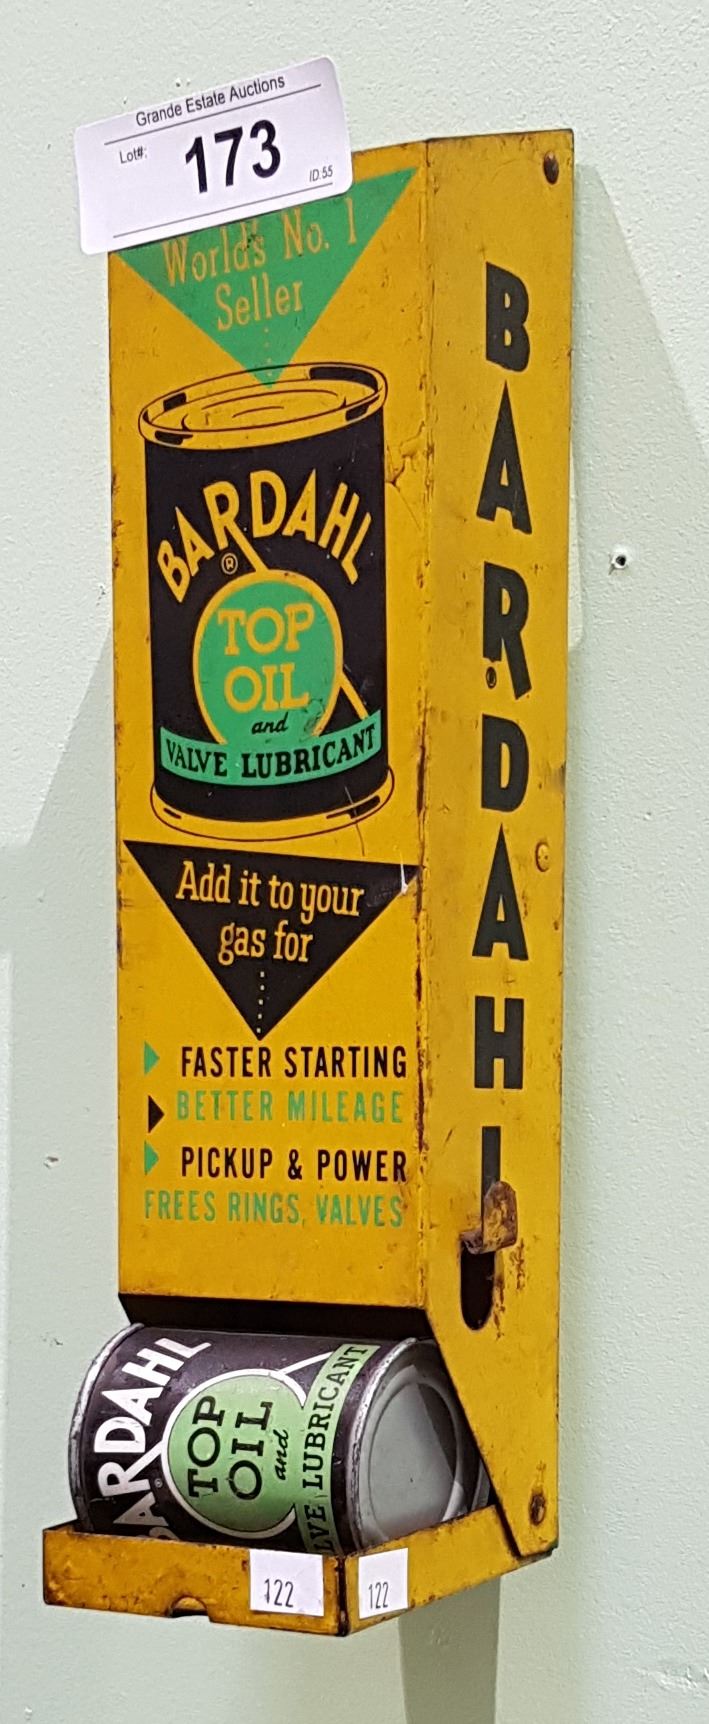 Grande Estate Auctions
Lot#: 173
ID:55
World's No. 1
Seller
BARDAHL
®
TOP
OIL
and
VALVE LUBRICANT
Add it to your
gas for
FASTER STARTING
BETTER MILEAGE
PICKUP & POWER
FREES RINGS, VALVES
BARDAHL
®
BARDAHL
®
TOP
OIL
and
LVE LUBRICANT
122
122